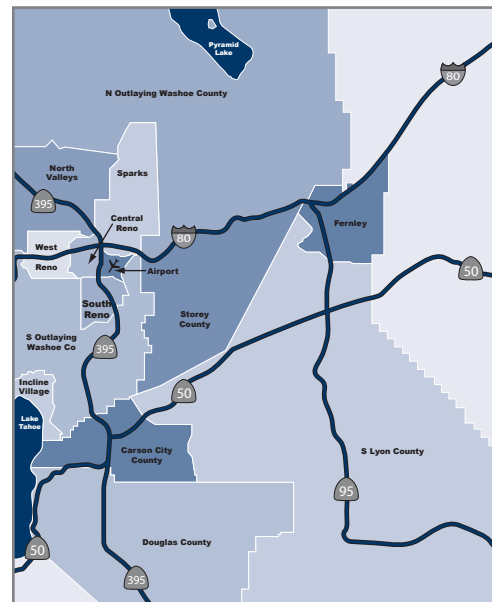 Pyramid
Lake
80
N Outlaying Washoe County
North
Valleys
Sparks
395
Central
Reno
Fernley
West
Reno
80
Airport
50
South
Reno
Storey
County
S Outlaying
Washoe Co
395
Incline
Village
50
Lake
Tahoe
Carson City
County
S Lyon County
95
50
Douglas County
395